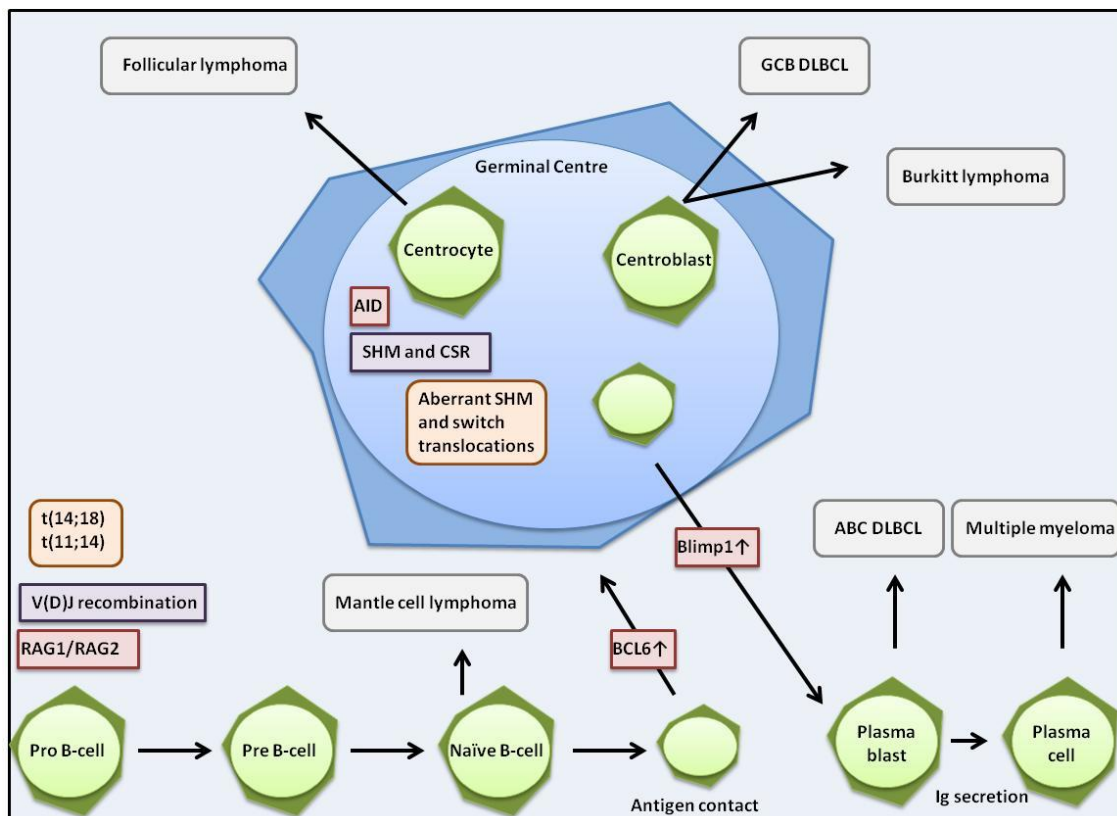 Follicular lymphoma
GCB DLBCL
Germinal Centre
Burkitt lymphoma
Centrocyte
Centroblast
AID
SHM and CSR
Aberrant SHM
and switch
translocations
t(14;18)
t(11;14)
Blimp1↑
ABC DLBCL
Multiple myeloma
V(D)J recombination
Mantle cell lymphoma
RAG1/RAG2
BCL6↑
Pro B-cell
Pre B-cell
Naïve B-cell
Plasma
blast
Plasma
cell
Antigen contact
Ig secretion